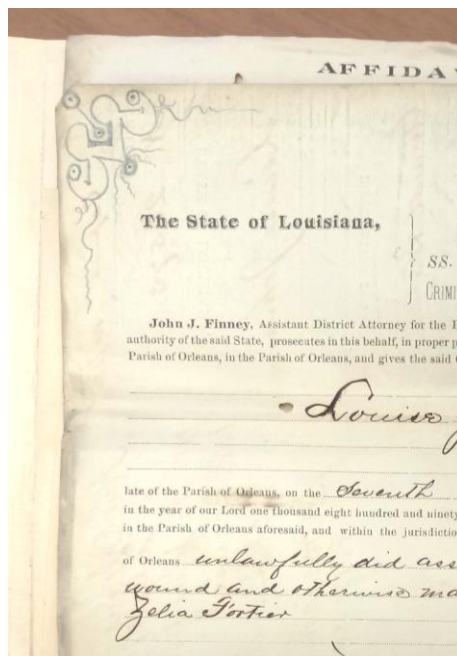 AFFIDA
The State of Louisiana,
SS.
CRIMI
John J. Finney, Assistant District Attorney for the
authority of the said State, prosecutes in this behalf, in proper
Parish of Orleans, in the Parish of Orleans, and gives the said
Louise
late of the Parish of Orleans, on the Seventh
in the year of our Lord one thousand eight hundred and ninety
in the Parish of Orleans aforesaid, and within the jurisdictio
of Orleans unlawfully did ass
wound and otherwise ma
Zelia Fortier